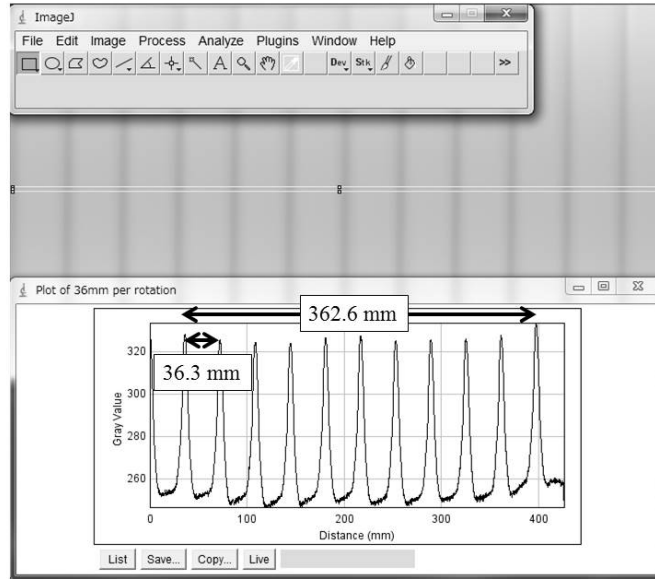 ImageJ
File Edit Image Process Analyze Plugins Window Help
A Dev Stk >>
Plot of 36mm per rotation
362.6 mm
36.3 mm
320
300
280
260
Gray Value
0 100 200 300 400
Distance (mm)
List Save... Copy... Live